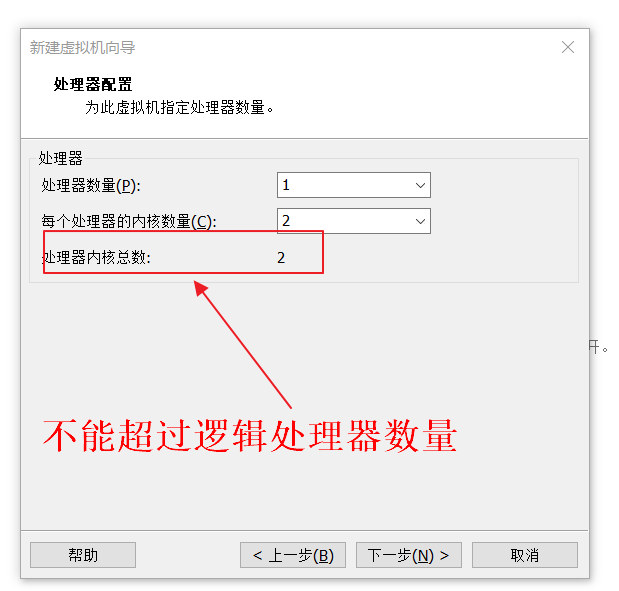 新建虚拟机向导
处理器配置
为此虚拟机指定处理器数量。
处理器
处理器数量(P): 1
每个处理器的内核数量(C): 2
处理器内核总数: 2
开。
不能超过逻辑处理器数量
帮助 < 上一步(B) 下一步(N) > 取消